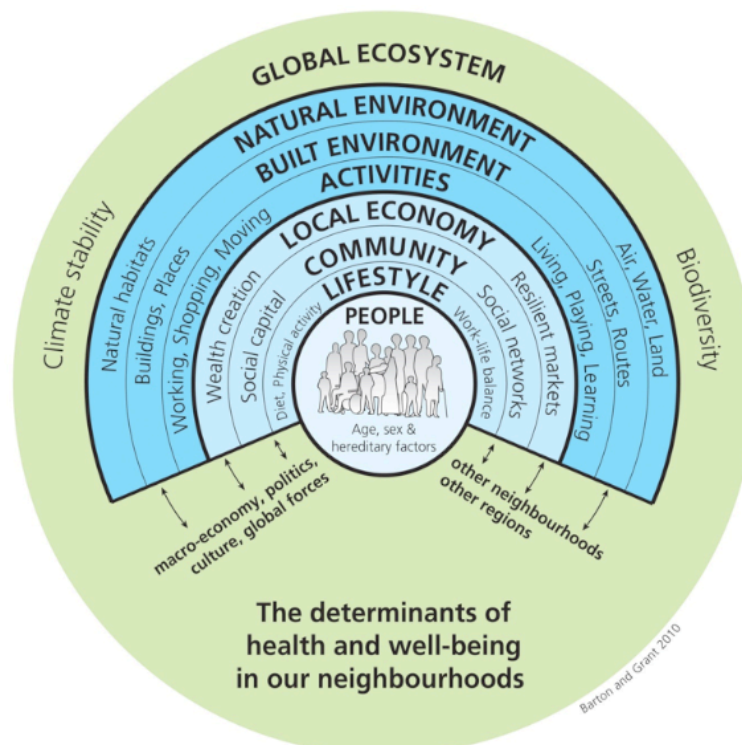 GLOBAL ECOSYSTEM
NATURAL ENVIRONMENT
BUILT ENVIRONMENT
ACTIVITIES
LOCAL ECONOMY
COMMUNITY
LIFESTYLE
PEOPLE
Age, sex &
hereditary factors
Climate stability
Natural habitats
Buildings, Places
Working, Shopping, Moving
Wealth creation
Social capital
Diet, Physical activity
Work-life balance
Social networks
Resilient markets
Living, Playing, Learning
Streets, Routes
Air, Water, Land
Biodiversity
macro-economy, politics,
culture, global forces
other neighbourhoods
other regions
The determinants of
health and well-being
in our neighbourhoods
Barton and Grant 2010